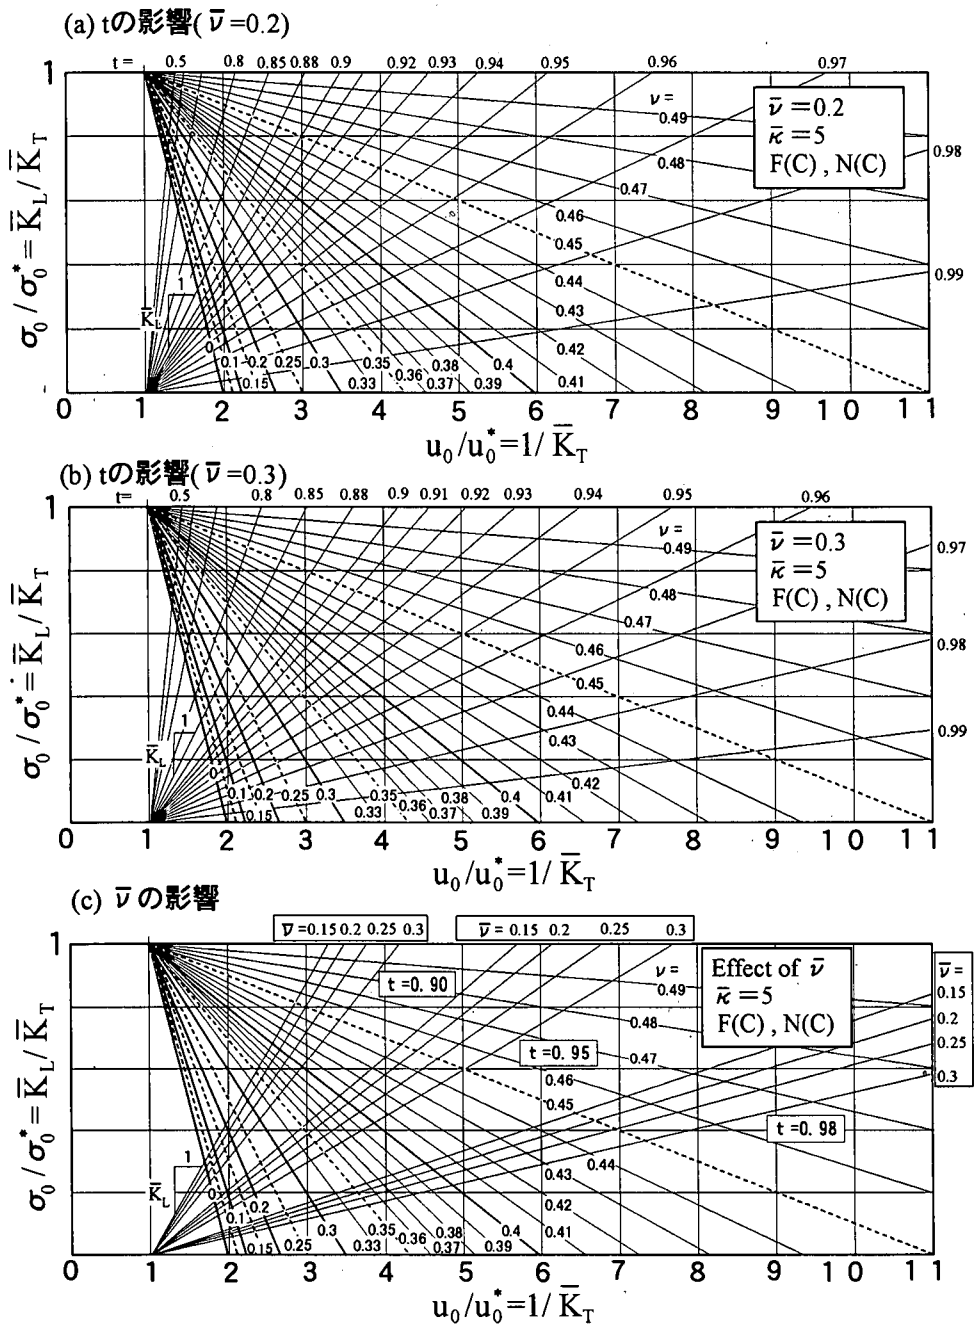 (a) tの影響( ν̄ =0.2)
t = 0.5 0.8 0.85 0.88 0.9 0.92 0.93 0.94 0.95 0.96 0.97
1
ν =
0.49
ν̄ =0.2
κ̄ =5
F(C) , N(C)
0.98
0.48
0.47
0.46
0.45
0.99
0.44
0.43
0.42
0.41
σ₀ / σ₀* = K̄_L / K̄_T
1
K̄_L
0 0.1 0.2 0.25 0.3 0.35 0.38 0.4
0.15 0.33 0.36 0.37 0.39
0 1 2 3 4 5 6 7 8 9 10 11
u₀/u₀*=1/ K̄_T
(b) tの影響( ν̄ =0.3)
t= 0.5 0.8 0.85 0.88 0.9 0.91 0.92 0.93 0.94 0.95 0.96
1
ν =
0.49
ν̄ =0.3
κ̄ =5
F(C) , N(C)
0.97
0.48
0.47
0.46
0.98
0.45
0.44
0.99
0.43
0.42
0.41
σ₀ / σ₀* = K̄_L / K̄_T
1
K̄_L
0 0.1 0.2 0.25 0.3 0.35 0.36 0.38 0.4
0.15 0.33 0.37 0.39
0 1 2 3 4 5 6 7 8 9 10 11
u₀/u₀*=1/ K̄_T
(c) ν̄ の影響
ν̄ =0.15 0.2 0.25 0.3
ν̄ = 0.15 0.2 0.25 0.3
1
ν =
0.49
Effect of ν̄
κ̄ =5
F(C) , N(C)
ν̄ =
0.15
0.2
0.25
0.3
t=0.90
0.48
t=0.95
0.47
0.46
0.45
t=0.98
0.44
0.43
0.42
0.41
σ₀ / σ₀* = K̄_L / K̄_T
1
K̄_L
0 0.1 0.2 0.3 0.35 0.36 0.38 0.4
0.15 0.25 0.33 0.37 0.39
0 1 2 3 4 5 6 7 8 9 10 11
u₀/u₀*=1/ K̄_T